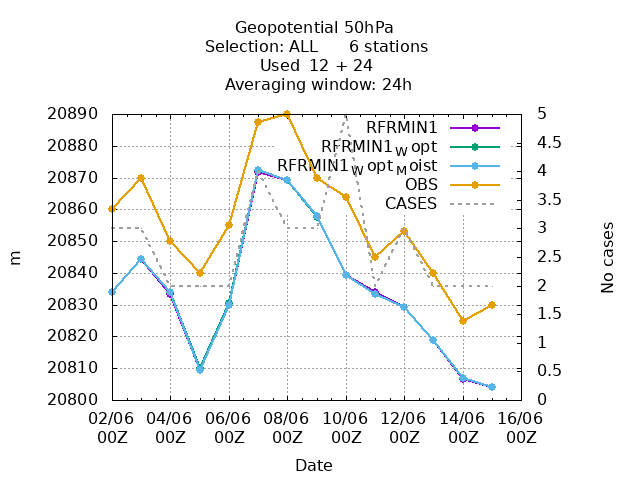 Geopotential 50hPa
Selection: ALL      6 stations
Used  12 + 24
Averaging window: 24h
RFRMIN1
RFRMIN1_W opt
RFRMIN1_W opt_M oist
OBS
CASES
20890
20880
20870
20860
20850
20840
20830
20820
20810
20800
m
5
4.5
4
3.5
3
2.5
2
1.5
1
0.5
0
No cases
02/06 04/06 06/06 08/06 10/06 12/06 14/06 16/06
00Z 00Z 00Z 00Z 00Z 00Z 00Z 00Z
Date